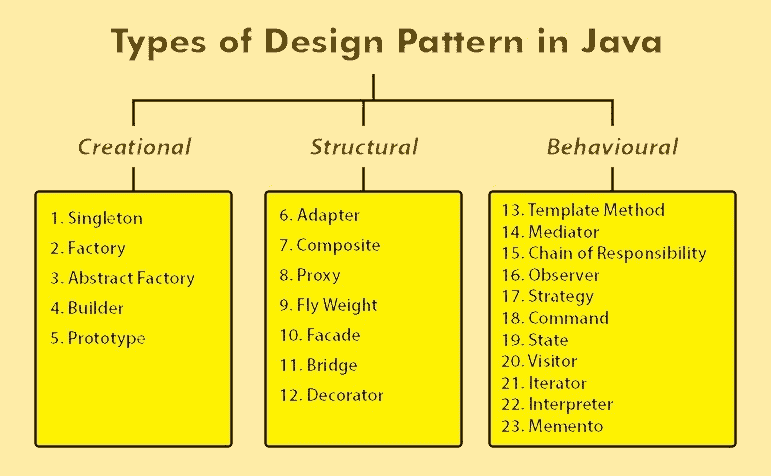 Types of Design Pattern in Java
Creational
Structural
Behavioural
1. Singleton
2. Factory
3. Abstract Factory
4. Builder
5. Prototype
6. Adapter
7. Composite
8. Proxy
9. Fly Weight
10. Facade
11. Bridge
12. Decorator
13. Template Method
14. Mediator
15. Chain of Responsibility
16. Observer
17. Strategy
18. Command
19. State
20. Visitor
21. Iterator
22. Interpreter
23. Memento